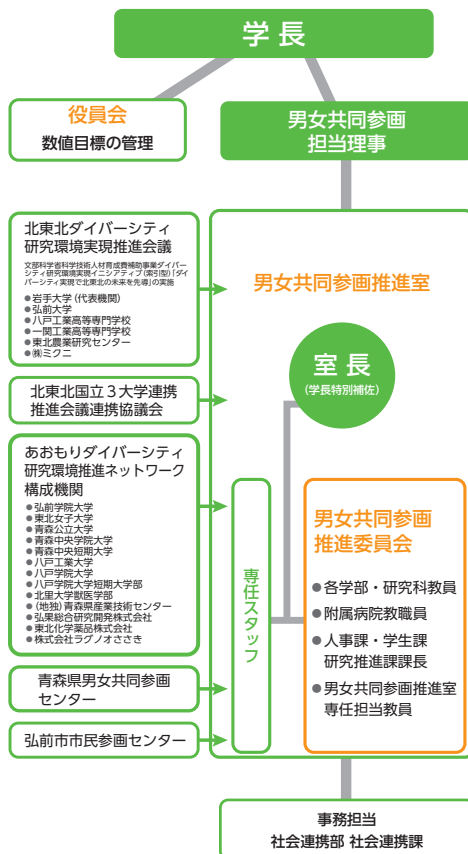 学長
役員会
数値目標の管理
男女共同参画
担当理事
北東北ダイバーシティ
研究環境実現推進会議
文部科学省科学技術人材育成費補助事業ダイバー
シティ研究環境実現イニシアティブ(索引型)「ダイ
バーシティ実現で北東北の未来を先導」の実施
●岩手大学(代表機関)
●弘前大学
●八戸工業高等専門学校
●一関工業高等専門学校
●東北農業研究センター
●㈱ミクニ
北東北国立3大学連携
推進会議連携協議会
あおもりダイバーシティ
研究環境推進ネットワーク
構成機関
●弘前学院大学
●東北女子大学
●青森公立大学
●青森中央学院大学
●青森中央短期大学
●八戸工業大学
●八戸学院大学
●八戸学院大学短期大学部
●北里大学獣医学部
●(地独)青森県産業技術センター
●弘果総合研究開発株式会社
●東北化学薬品株式会社
●株式会社ラグノオささき
青森県男女共同参画
センター
弘前市市民参画センター
男女共同参画推進室
室長
(学長特別補佐)
専任スタッフ
男女共同参画
推進委員会
●各学部・研究科教員
●附属病院教職員
●人事課・学生課
研究推進課課長
●男女共同参画推進室
専任担当教員
事務担当
社会連携部 社会連携課